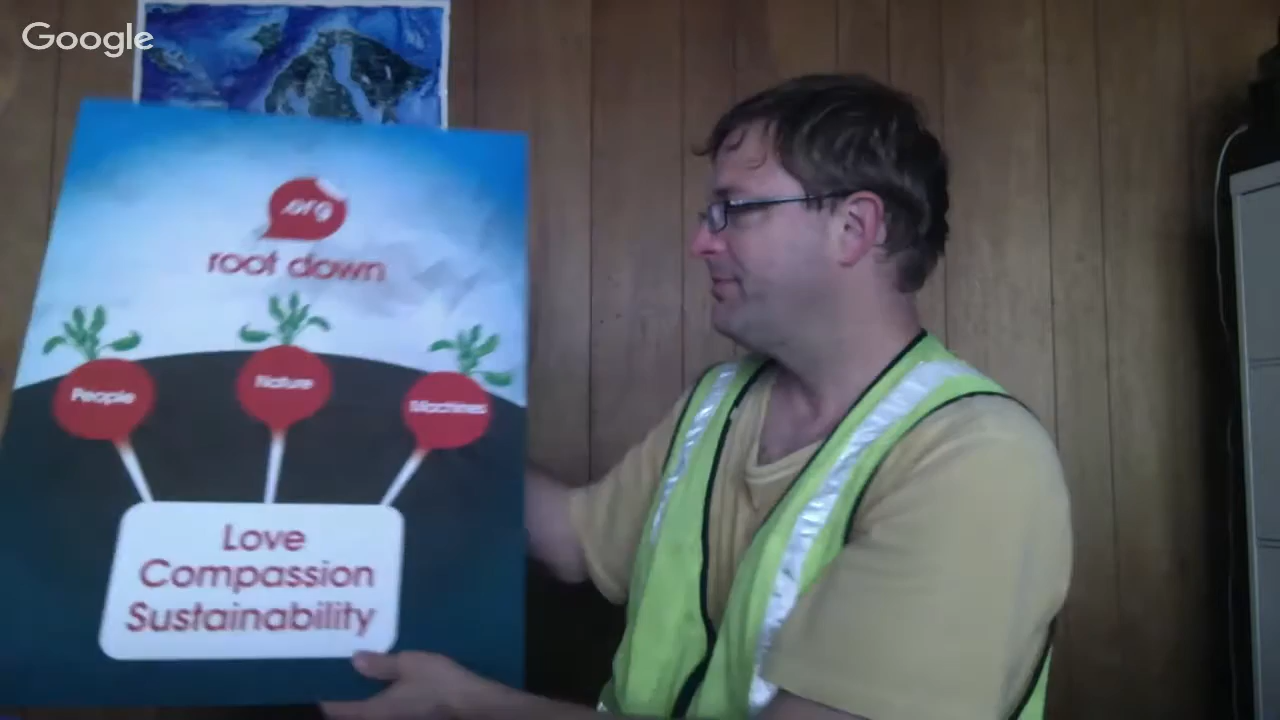 Google
.org
root down
People
Nature
Machines
Love
Compassion
Sustainability